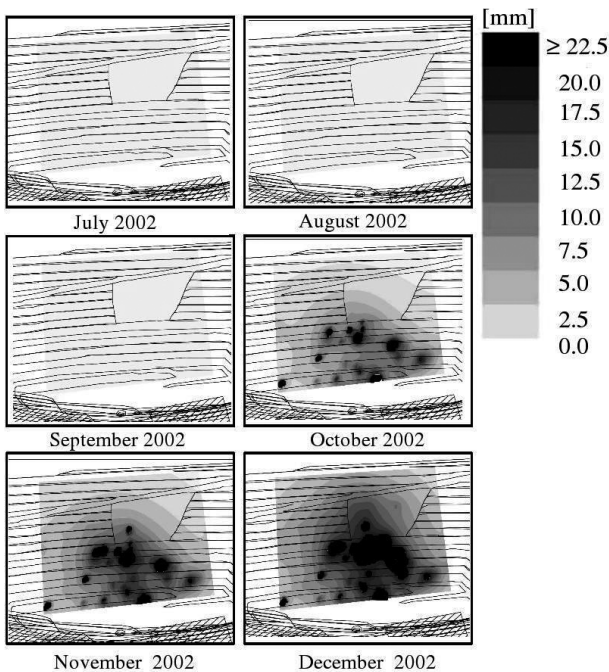 [mm]
≥ 22.5
20.0
17.5
15.0
12.5
10.0
7.5
5.0
2.5
0.0
July 2002
August 2002
September 2002
October 2002
November 2002
December 2002